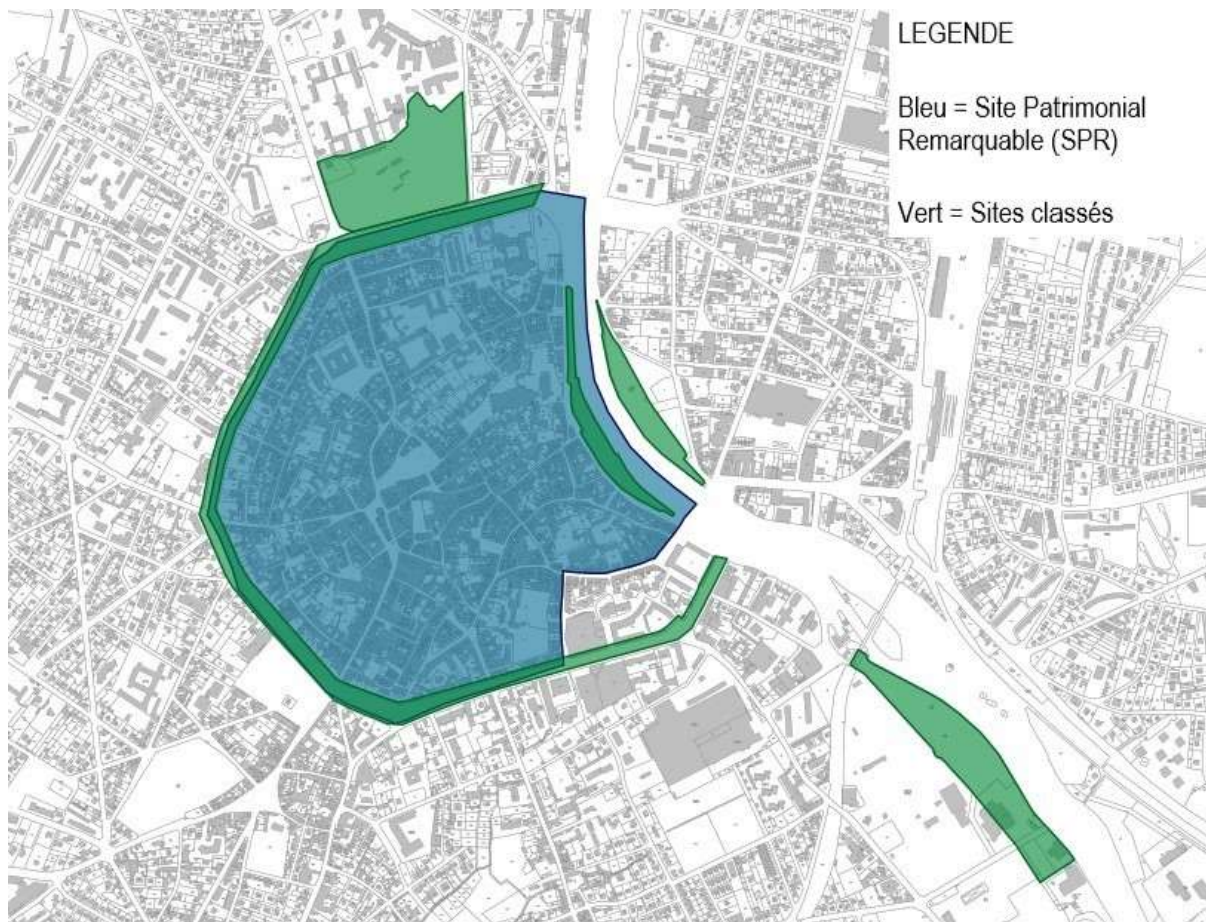 LEGENDE
Bleu = Site Patrimonial
Remarquable (SPR)
Vert = Sites classés